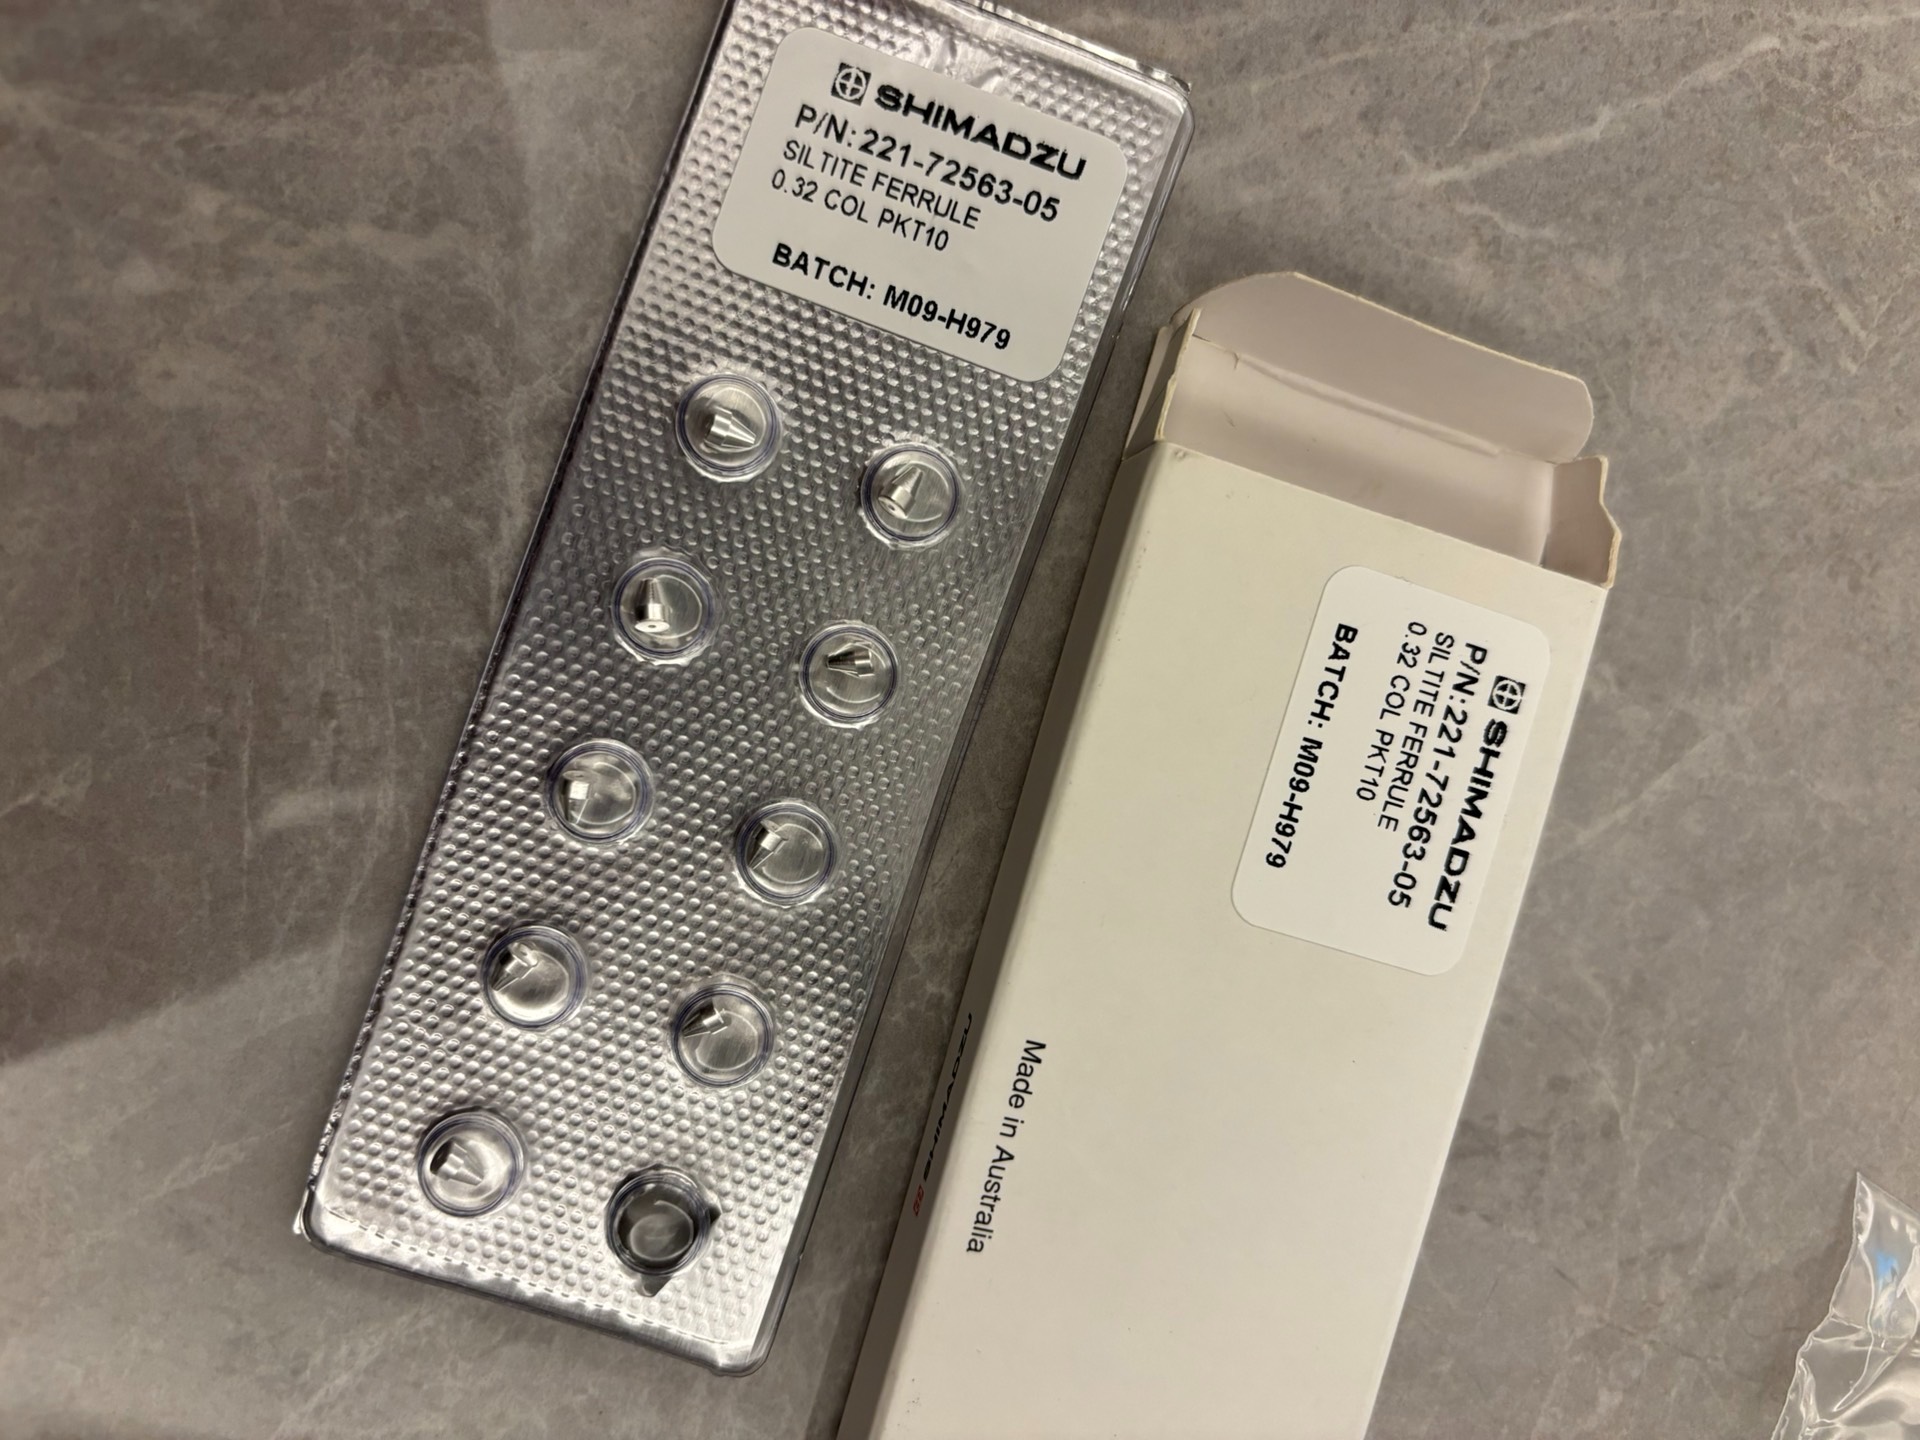 SHIMADZU
P/N: 221-72563-05
SILTITE FERRULE
0.32 COL PKT10
BATCH: M09-H979
SHIMADZU
P/N: 221-72563-05
SILTITE FERRULE
0.32 COL PKT10
BATCH: M09-H979
Made in Australia